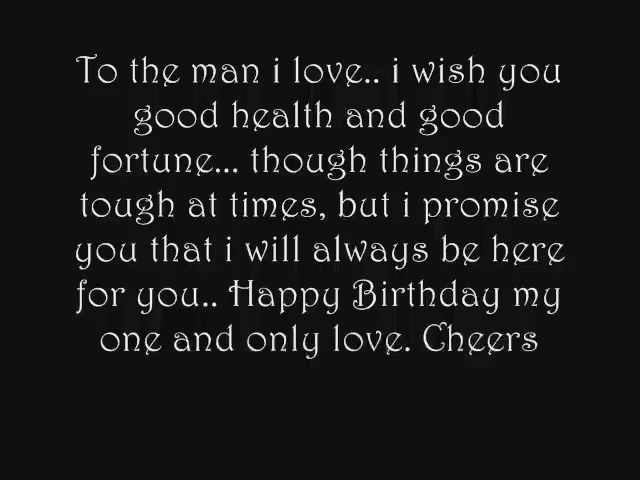 To the man i love.. i wish you
good health and good
fortune... though things are
tough at times, but i promise
you that i will always be here
for you.. Happy Birthday my
one and only love. Cheers